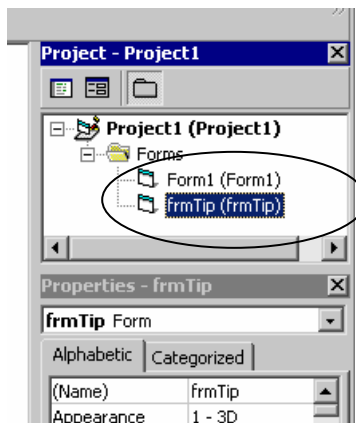 Project - Project1
Project1 (Project1)
Forms
Form1 (Form1)
frmTip (frmTip)
Properties - frmTip
frmTip Form
Alphabetic Categorized
(Name) frmTip
Appearance 1 - 3D